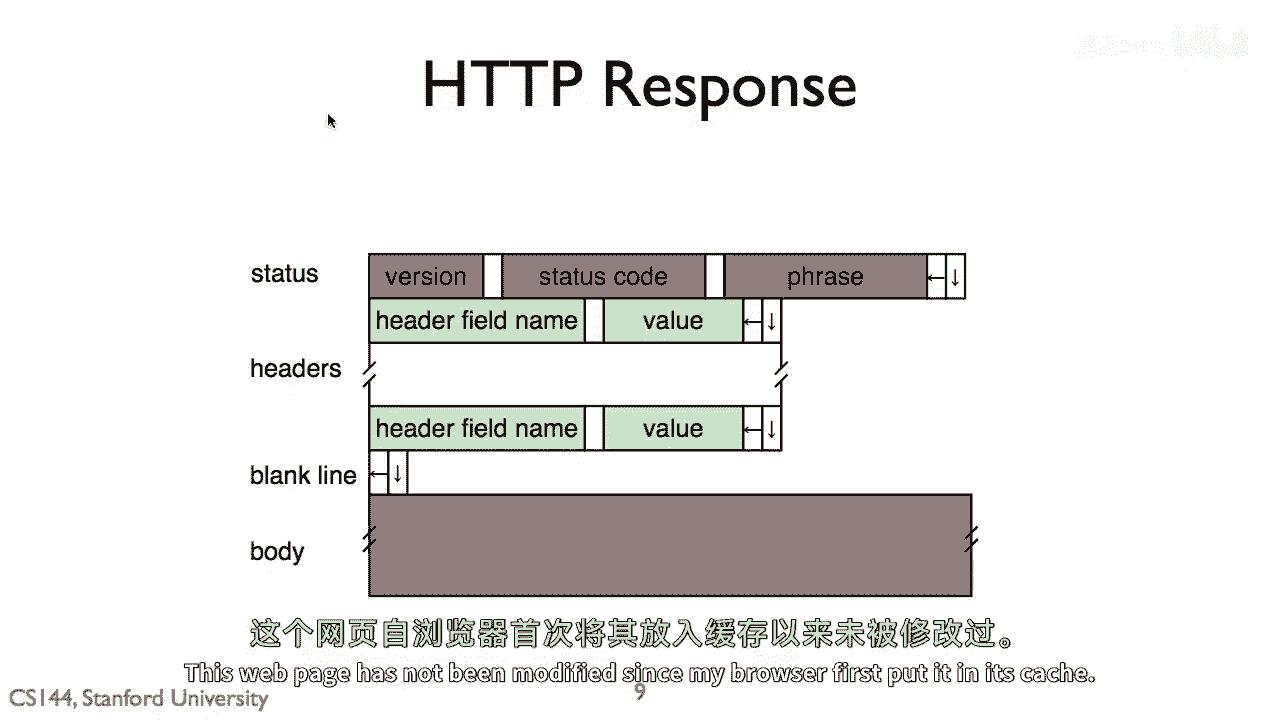 HTTP Response
status version status code phrase ← ↓
header field name value ← ↓
headers
header field name value ← ↓
blank line ← ↓
body
这个网页自浏览器首次将其放入缓存以来未被修改过。
This web page has not been modified since my browser first put it in its cache.
CS144, Stanford University 9